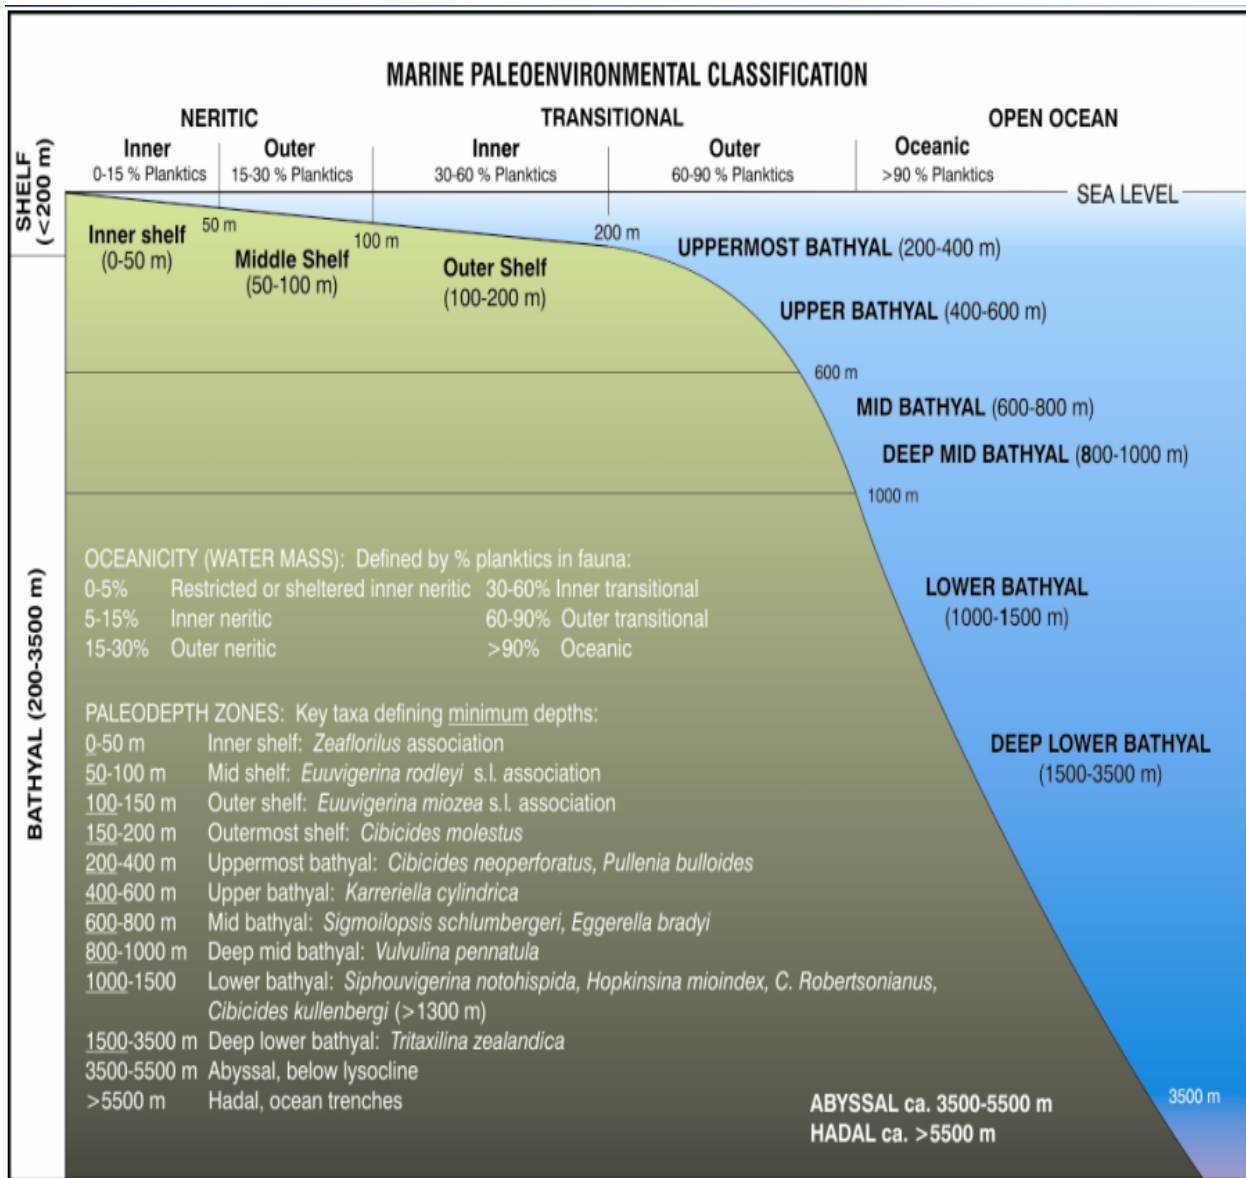 MARINE PALEOENVIRONMENTAL CLASSIFICATION
NERITIC TRANSITIONAL OPEN OCEAN
Inner Outer Inner Outer Oceanic
0-15 % Planktics 15-30 % Planktics 30-60 % Planktics 60-90 % Planktics >90 % Planktics
SHELF
(<200 m)
SEA LEVEL
50 m
100 m
200 m
Inner shelf
(0-50 m)
Middle Shelf
(50-100 m)
Outer Shelf
(100-200 m)
UPPERMOST BATHYAL (200-400 m)
UPPER BATHYAL (400-600 m)
600 m
MID BATHYAL (600-800 m)
DEEP MID BATHYAL (800-1000 m)
1000 m
LOWER BATHYAL
(1000-1500 m)
DEEP LOWER BATHYAL
(1500-3500 m)
3500 m
BATHYAL (200-3500 m)
OCEANICITY (WATER MASS): Defined by % planktics in fauna:
0-5% Restricted or sheltered inner neritic 30-60% Inner transitional
5-15% Inner neritic 60-90% Outer transitional
15-30% Outer neritic >90% Oceanic
PALEODEPTH ZONES: Key taxa defining minimum depths:
0-50 m Inner shelf: Zeaflorilus association
50-100 m Mid shelf: Euuvigerina rodleyi s.l. association
100-150 m Outer shelf: Euuvigerina miozea s.l. association
150-200 m Outermost shelf: Cibicides molestus
200-400 m Uppermost bathyal: Cibicides neoperforatus, Pullenia bulloides
400-600 m Upper bathyal: Karreriella cylindrica
600-800 m Mid bathyal: Sigmoilopsis schlumbergeri, Eggerella bradyi
800-1000 m Deep mid bathyal: Vulvulina pennatula
1000-1500 Lower bathyal: Siphouvigerina notohispida, Hopkinsina mioindex, C. Robertsonianus,
Cibicides kullenbergi (>1300 m)
1500-3500 m Deep lower bathyal: Tritaxilina zealandica
3500-5500 m Abyssal, below lysocline
>5500 m Hadal, ocean trenches
ABYSSAL ca. 3500-5500 m
HADAL ca. >5500 m